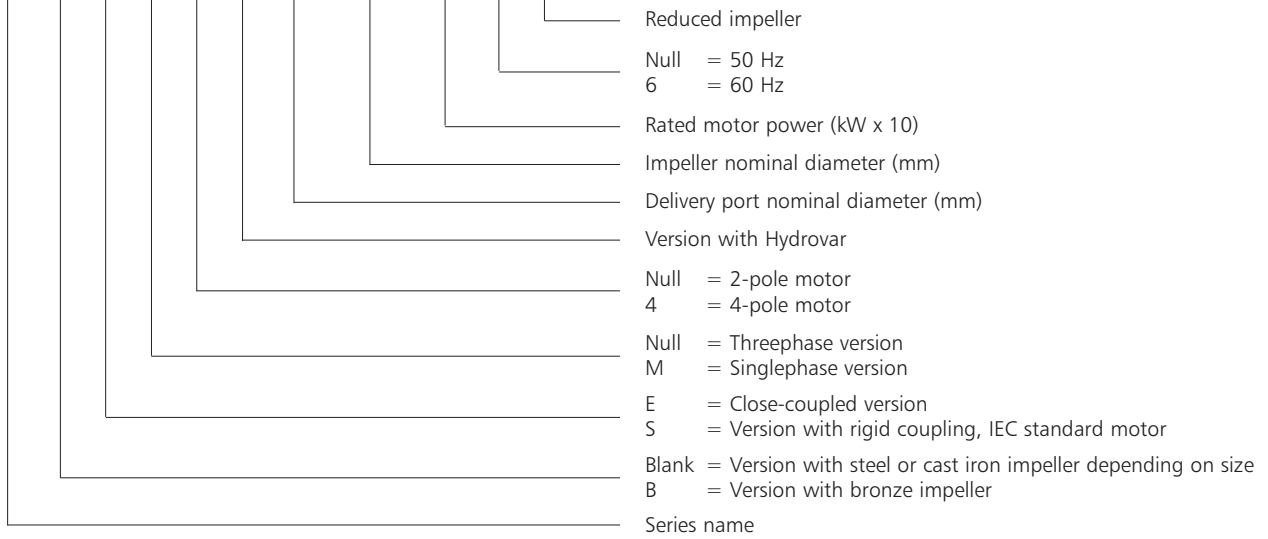 Reduced impeller
Null = 50 Hz
6 = 60 Hz
Rated motor power (kW x 10)
Impeller nominal diameter (mm)
Delivery port nominal diameter (mm)
Version with Hydrovar
Null = 2-pole motor
4 = 4-pole motor
Null = Threephase version
M = Singlephase version
E = Close-coupled version
S = Version with rigid coupling, IEC standard motor
Blank = Version with steel or cast iron impeller depending on size
B = Version with bronze impeller
Series name